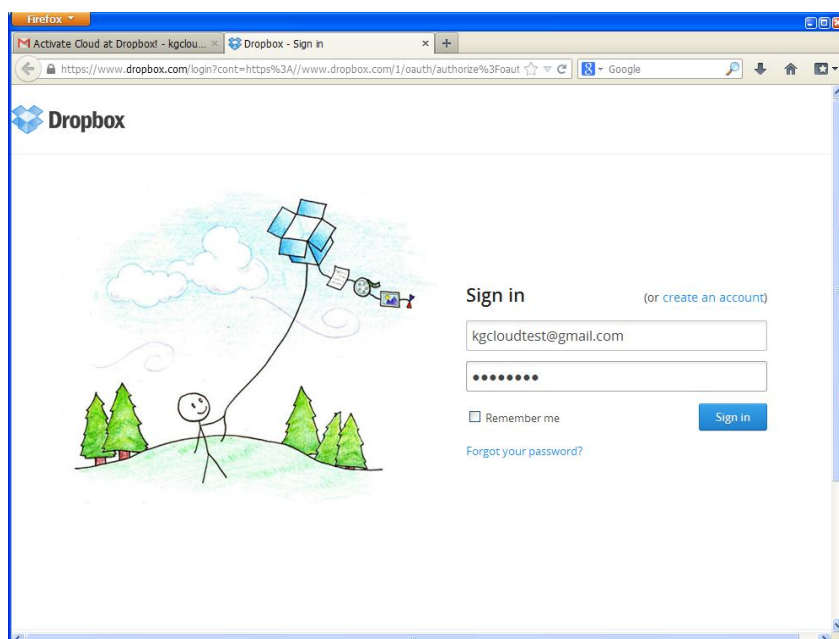 Firefox
Activate Cloud at Dropbox! - kgclou...
Dropbox - Sign in
https://www.dropbox.com/login?cont=https%3A//www.dropbox.com/1/oauth/authorize%3Foaut
Google
Dropbox
Sign in
(or create an account)
kgcloudtest@gmail.com
Remember me
Sign in
Forgot your password?